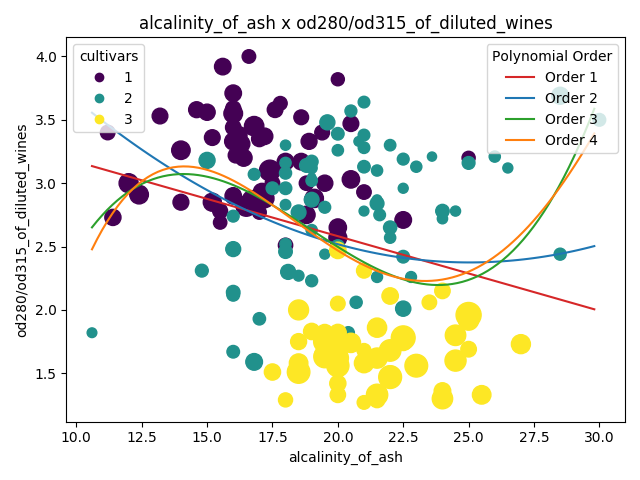 alcalinity_of_ash x od280/od315_of_diluted_wines
cultivars
1
2
3
Polynomial Order
Order 1
Order 2
Order 3
Order 4
od280/od315_of_diluted_wines
4.0
3.5
3.0
2.5
2.0
1.5
10.0 12.5 15.0 17.5 20.0 22.5 25.0 27.5 30.0
alcalinity_of_ash